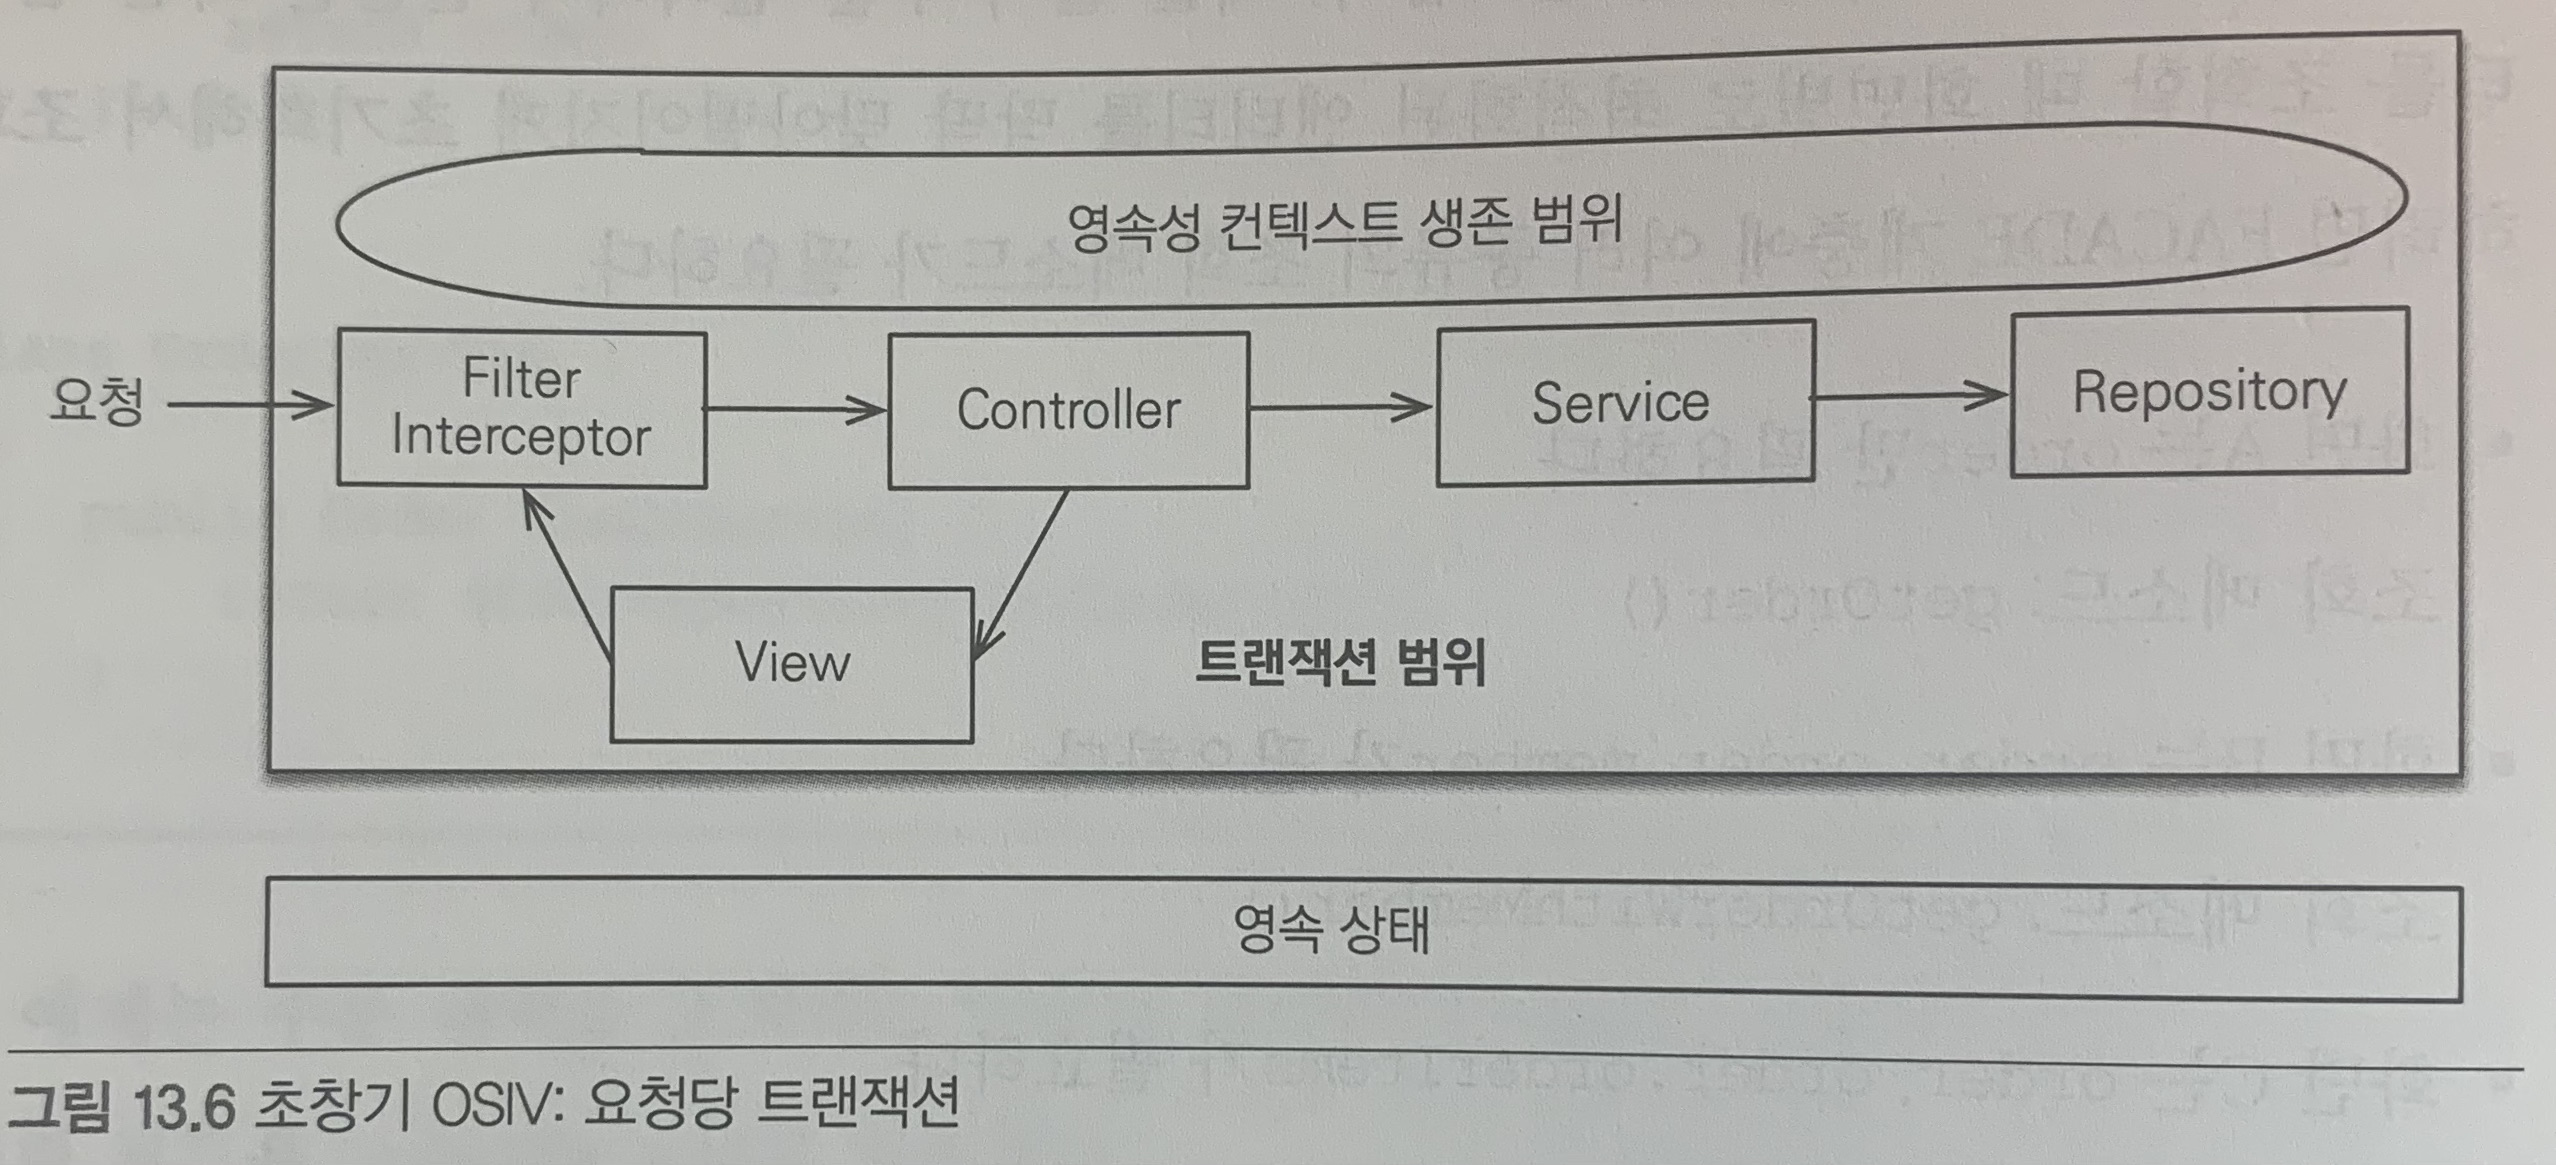 영속성 컨텍스트 생존 범위
요청
Filter
Interceptor
Controller
Service
Repository
View
트랜잭션 범위
영속 상태
그림 13.6 초창기 OSIV: 요청당 트랜잭션